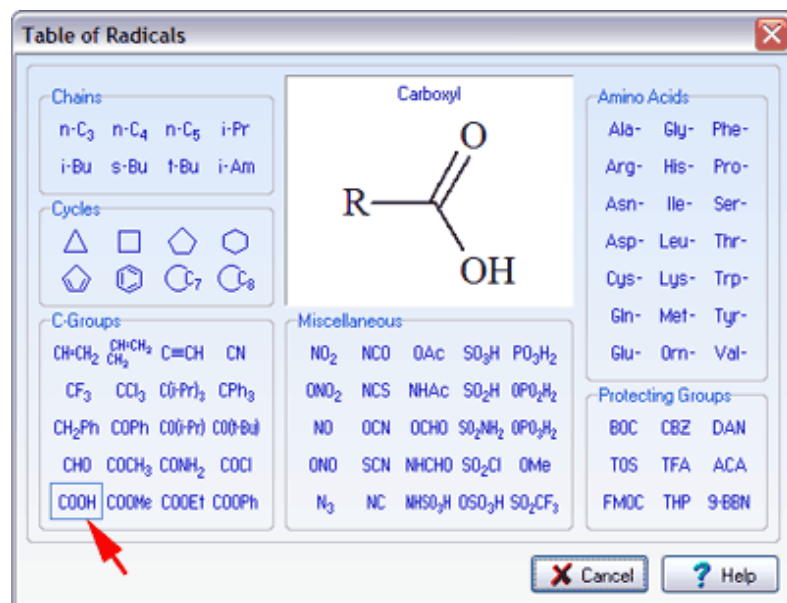 Table of Radicals
Chains
n-C₃ n-C₄ n-C₅ i-Pr
i-Bu s-Bu t-Bu i-Am
Cycles
C₇ C₈
C-Groups
CH=CH₂ CH=CH₂CH₂ C≡CH CN
CF₃ CCl₃ C(i-Pr)₃ CPh₃
CH₂Ph COPh CO(i-Pr) CO(t-Bu)
CHO COCH₃ CONH₂ COCl
COOH COOMe COOEt COOPh
Carboxyl
O
R
OH
Miscellaneous
NO₂ NCO OAc SO₃H PO₃H₂
ONO₂ NCS NHAc SO₂H OPO₂H₂
NO OCN OCHO SO₂NH₂ OPO₃H₂
ONO SCN NHCHO SO₂Cl OMe
N₃ NC NHSO₃H OSO₃H SO₂CF₃
Amino Acids
Ala- Gly- Phe-
Arg- His- Pro-
Asn- Ile- Ser-
Asp- Leu- Thr-
Cys- Lys- Trp-
Gln- Met- Tyr-
Glu- Orn- Val-
Protecting Groups
BOC CBZ DAN
TOS TFA ACA
FMOC THP 9-BBN
Cancel
? Help